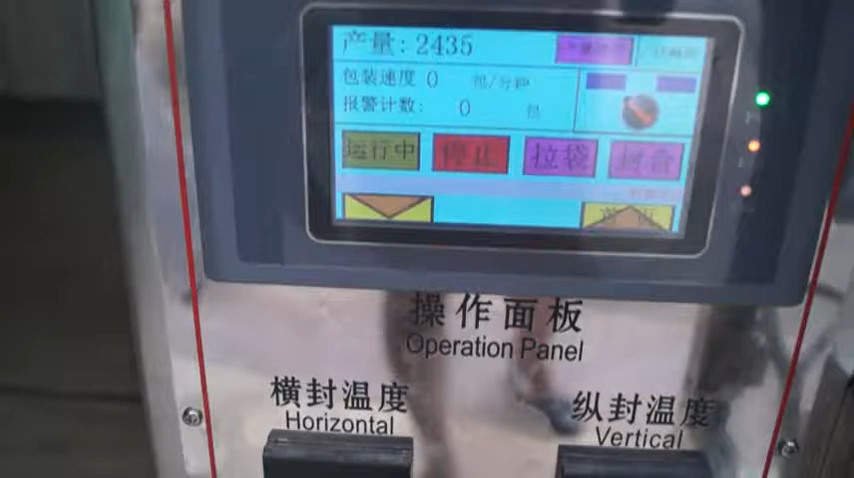 产量: 2435
包装速度 0 包/分钟
报警计数: 0 包
运行中 停止 拉袋
操作面板
Operation Panel
横封温度 纵封温度
Horizontal Vertical